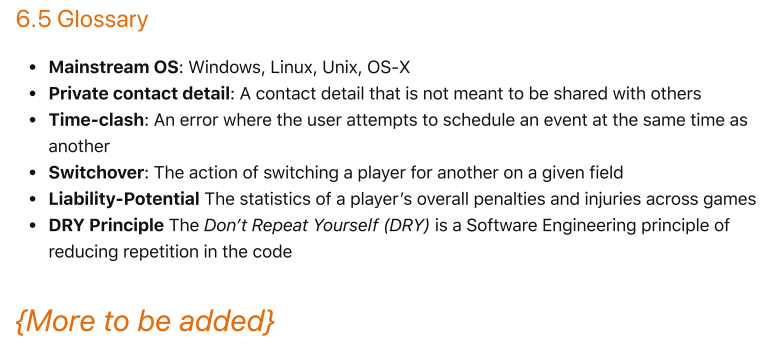 6.5 Glossary
• Mainstream OS: Windows, Linux, Unix, OS-X
• Private contact detail: A contact detail that is not meant to be shared with others
• Time-clash: An error where the user attempts to schedule an event at the same time as
another
• Switchover: The action of switching a player for another on a given field
• Liability-Potential The statistics of a player’s overall penalties and injuries across games
• DRY Principle The Don’t Repeat Yourself (DRY) is a Software Engineering principle of
reducing repetition in the code
{More to be added}